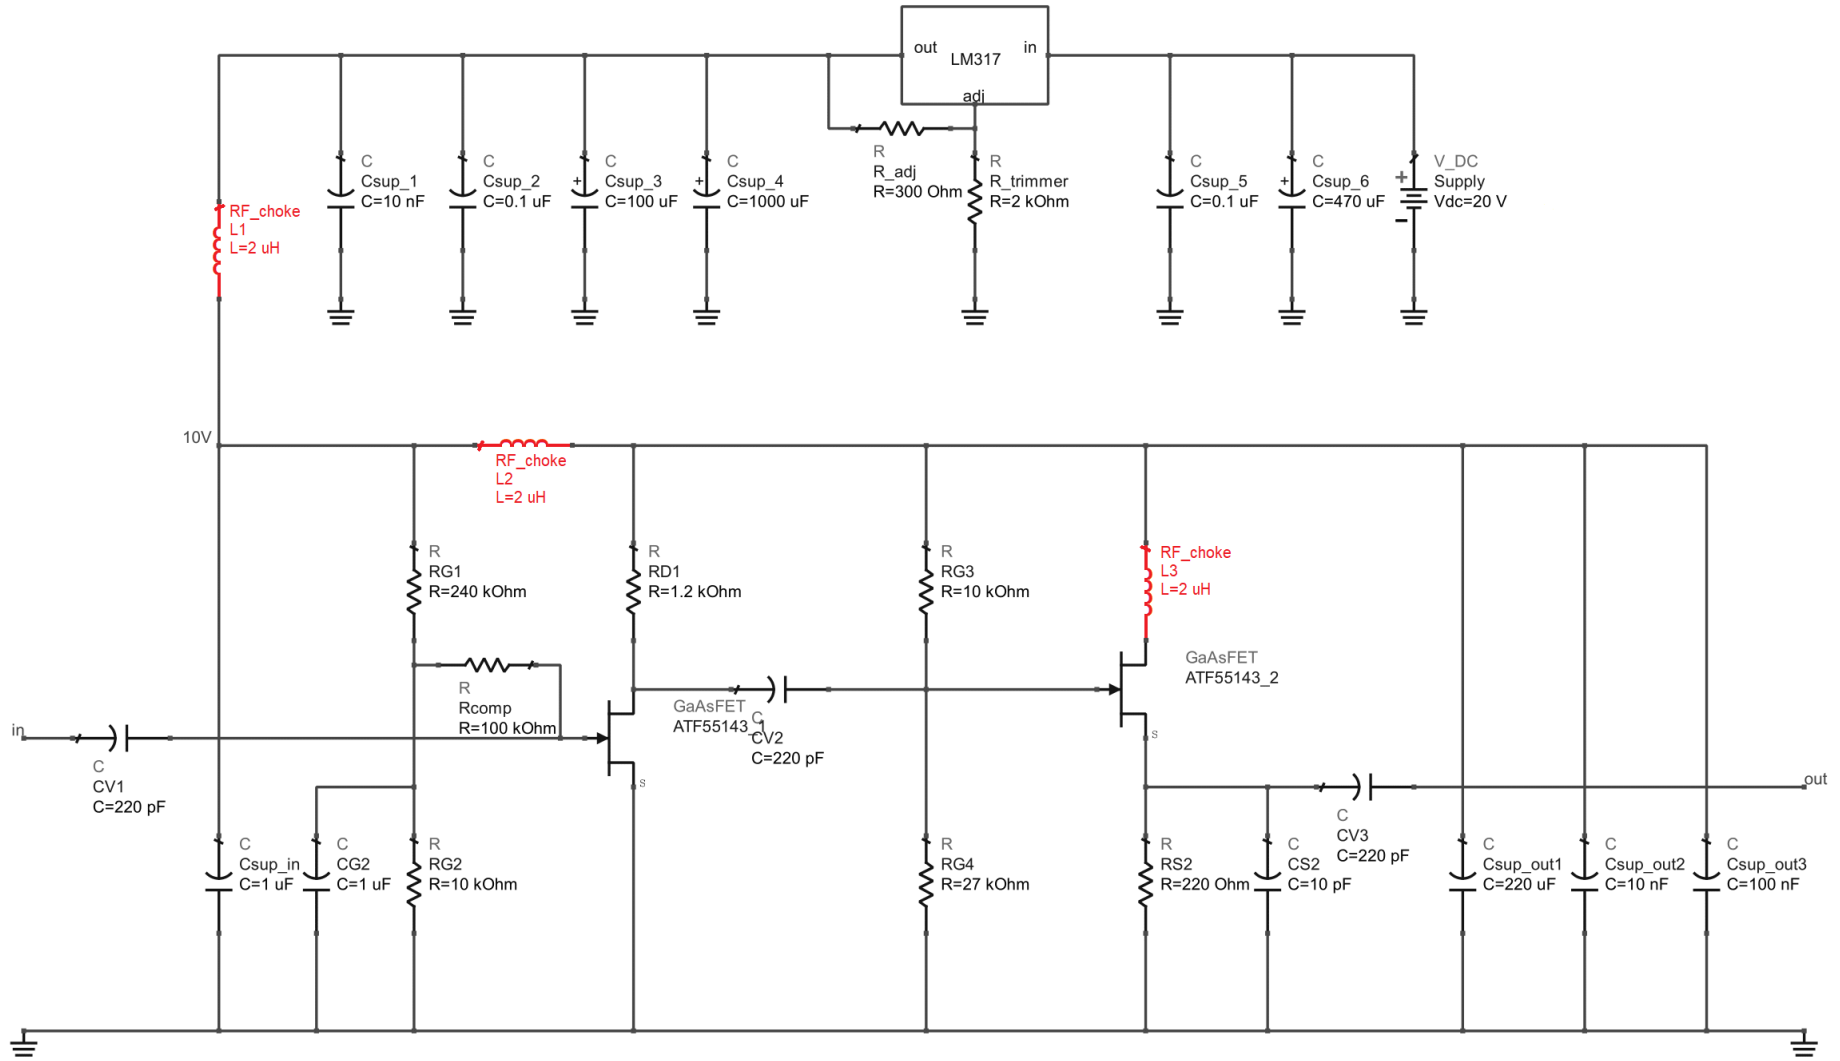 out
in
LM317
adj
C
Csup_1
C=10 nF
C
Csup_2
C=0.1 uF
+
C
Csup_3
C=100 uF
+
C
Csup_4
C=1000 uF
R
R_adj
R=300 Ohm
R
R_trimmer
R=2 kOhm
C
Csup_5
C=0.1 uF
+
C
Csup_6
C=470 uF
+
V_DC
Supply
Vdc=20 V
RF_choke
L1
L=2 uH
10V
RF_choke
L2
L=2 uH
R
RG1
R=240 kOhm
R
RD1
R=1.2 kOhm
R
RG3
R=10 kOhm
RF_choke
L3
L=2 uH
R
Rcomp
R=100 kOhm
GaAsFET
ATF55143_1
s
C
CV2
C=220 pF
GaAsFET
ATF55143_2
s
in
C
CV1
C=220 pF
out
C
CV3
C=220 pF
C
Csup_in
C=1 uF
C
CG2
C=1 uF
R
RG2
R=10 kOhm
R
RG4
R=27 kOhm
R
RS2
R=220 Ohm
C
CS2
C=10 pF
C
Csup_out1
C=220 uF
C
Csup_out2
C=10 nF
C
Csup_out3
C=100 nF